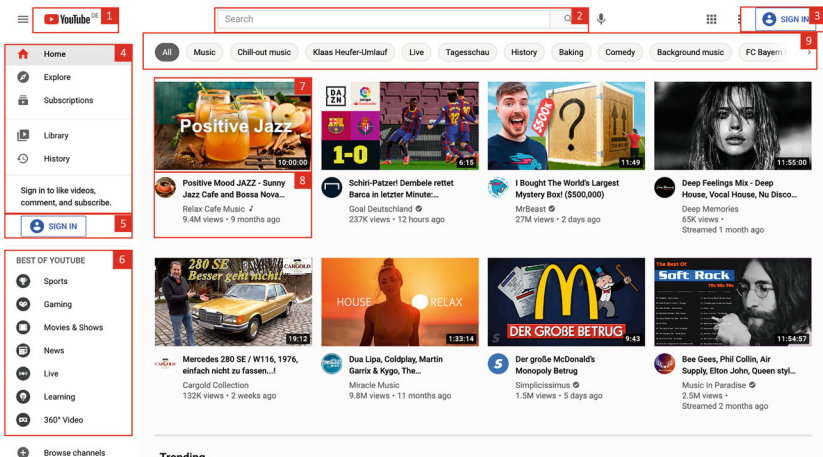 YouTube DE 1
Search 2
SIGN IN 3
9
All Music Chill-out music Klaas Heufer-Umlauf Live Tagesschau History Baking Comedy Background music FC Bayern
Home 4
Explore
Subscriptions
Library
History
Sign in to like videos,
comment, and subscribe.
5
SIGN IN
BEST OF YOUTUBE 6
Sports
Gaming
Movies & Shows
News
Live
Learning
360° Video
Browse channels
7
Positive Jazz
10:00:00
8
Positive Mood JAZZ - Sunny
Jazz Cafe and Bossa Nova...
Relax Cafe Music
9.4M views • 9 months ago
DA
ZN
LaLiga
1-0
6:15
Schiri-Patzer! Dembele rettet
Barca in letzter Minute:...
Goal Deutschland
237K views • 12 hours ago
$500K
?
11:49
I Bought The World's Largest
Mystery Box! ($500,000)
MrBeast
27M views • 2 days ago
11:55:00
Deep Feelings Mix - Deep
House, Vocal House, Nu Disco...
Deep Memories
65K views •
Streamed 1 month ago
280 SE
Besser geht nicht!
CARGOLD
19:12
Mercedes 280 SE / W116, 1976,
einfach nicht zu fassen...!
Cargold Collection
132K views • 2 weeks ago
HOUSE RELAX
1:33:14
Dua Lipa, Coldplay, Martin
Garrix & Kygo, The...
Miracle Music
9.8M views • 11 months ago
DER GROßE BETRUG
9:43
S
Der große McDonald's
Monopoly Betrug
Simplicissimus
1.5M views • 5 days ago
The Best Of
Soft Rock
70s 80s 90s
11:54:57
Bee Gees, Phil Collin, Air
Supply, Elton John, Queen styl...
Music In Paradise
2.5M views •
Streamed 2 months ago
Trending